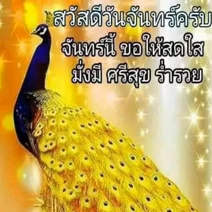 สวัสดีวันจันทร์ครับ
จันทร์นี้ ขอให้สดใส
มั่งมี ศรีสุข ร่ำรวย